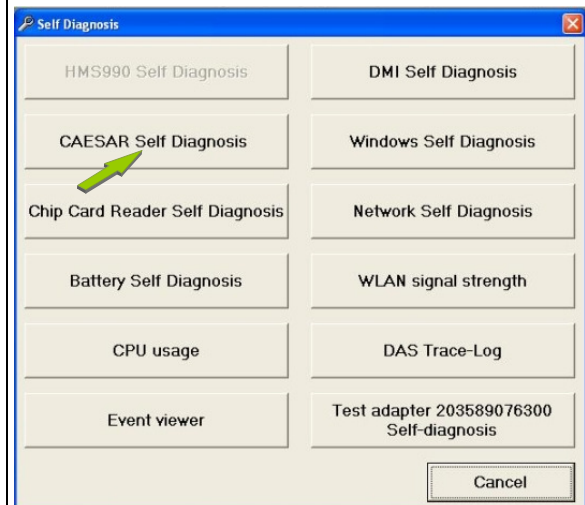 Self Diagnosis
HMS990 Self Diagnosis
DMI Self Diagnosis
CAESAR Self Diagnosis
Windows Self Diagnosis
Chip Card Reader Self Diagnosis
Network Self Diagnosis
Battery Self Diagnosis
WLAN signal strength
CPU usage
DAS Trace-Log
Event viewer
Test adapter 203589076300
Self-diagnosis
Cancel